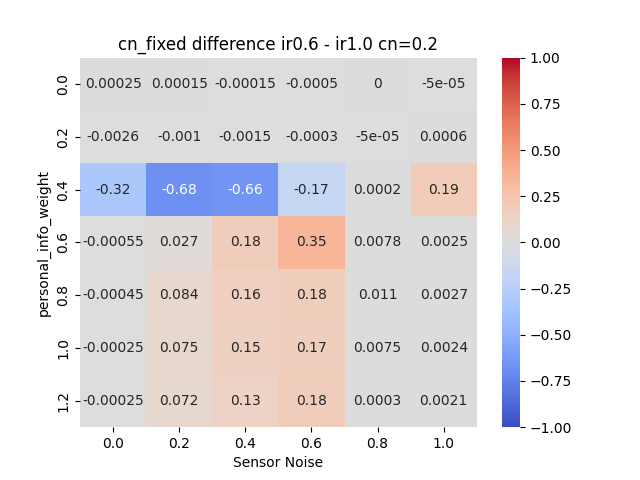 cn_fixed difference ir0.6 - ir1.0 cn=0.2
personal_info_weight
0.0 0.00025 0.00015 -0.00015 -0.0005 0 -5e-05
0.2 -0.0026 -0.001 -0.0015 -0.0003 -5e-05 0.0006
0.4 -0.32 -0.68 -0.66 -0.17 0.0002 0.19
0.6 -0.00055 0.027 0.18 0.35 0.0078 0.0025
0.8 -0.00045 0.084 0.16 0.18 0.011 0.0027
1.0 -0.00025 0.075 0.15 0.17 0.0075 0.0024
1.2 -0.00025 0.072 0.13 0.18 0.0003 0.0021
0.0 0.2 0.4 0.6 0.8 1.0
Sensor Noise
1.00
0.75
0.50
0.25
0.00
−0.25
−0.50
−0.75
−1.00